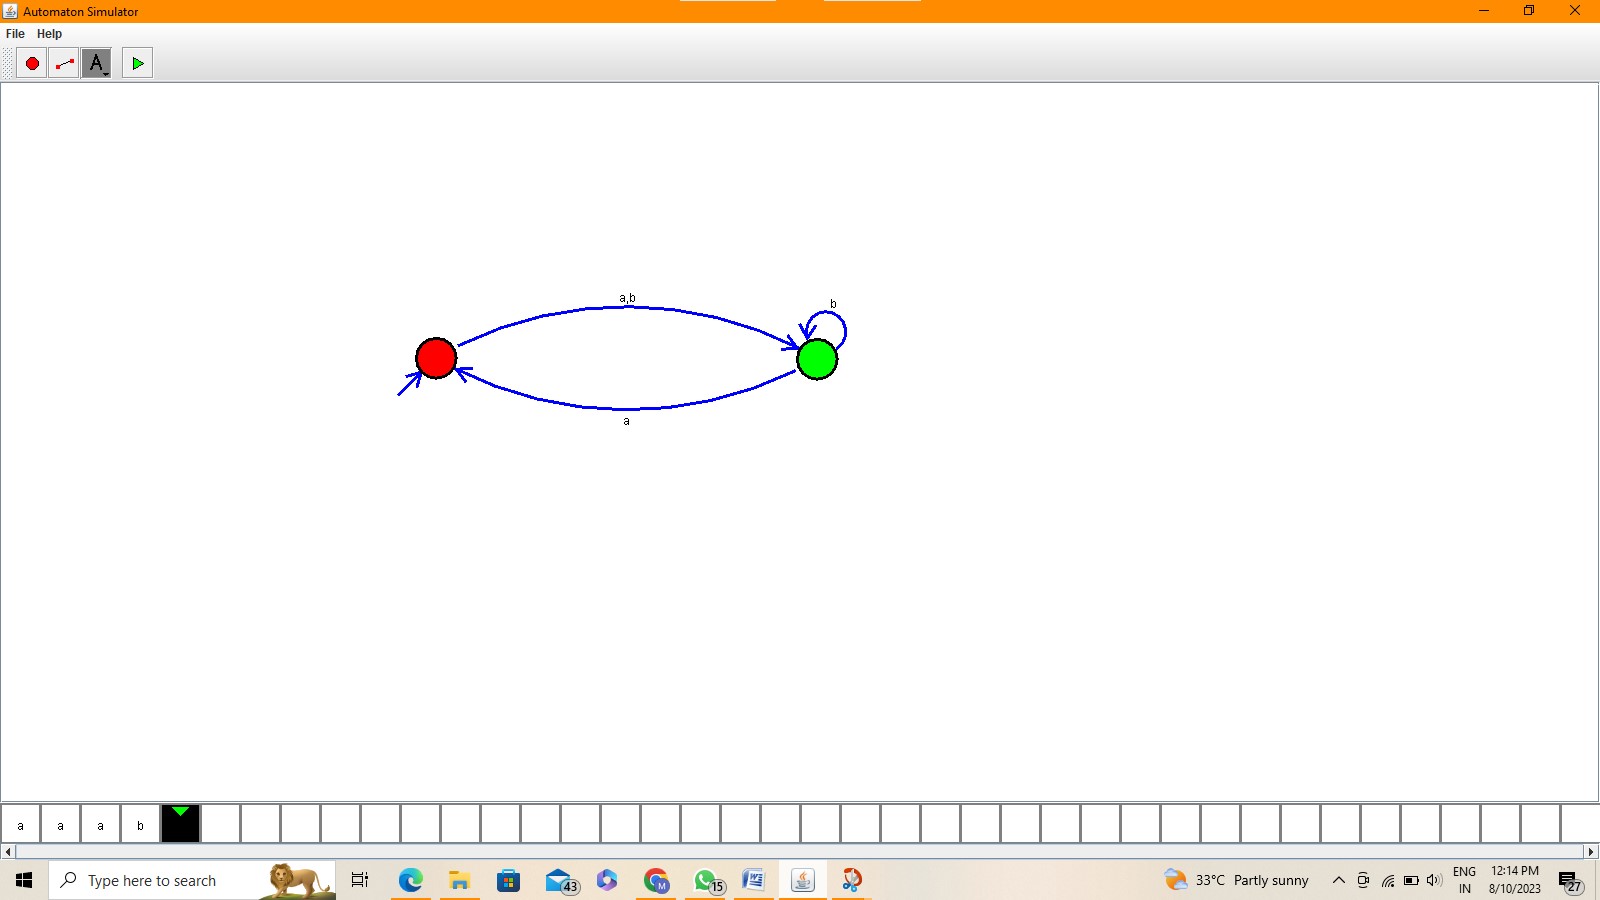 Automaton Simulator
File Help
A
a,b
b
a
a a a b
Type here to search
43
M
15
W
33°C Partly sunny
ENG
IN
12:14 PM
8/10/2023
27